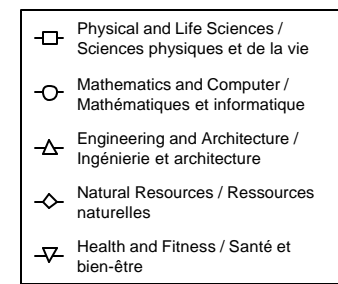 Physical and Life Sciences /
Sciences physiques et de la vie
Mathematics and Computer /
Mathématiques et informatique
Engineering and Architecture /
Ingénierie et architecture
Natural Resources / Ressources
naturelles
Health and Fitness / Santé et
bien-être